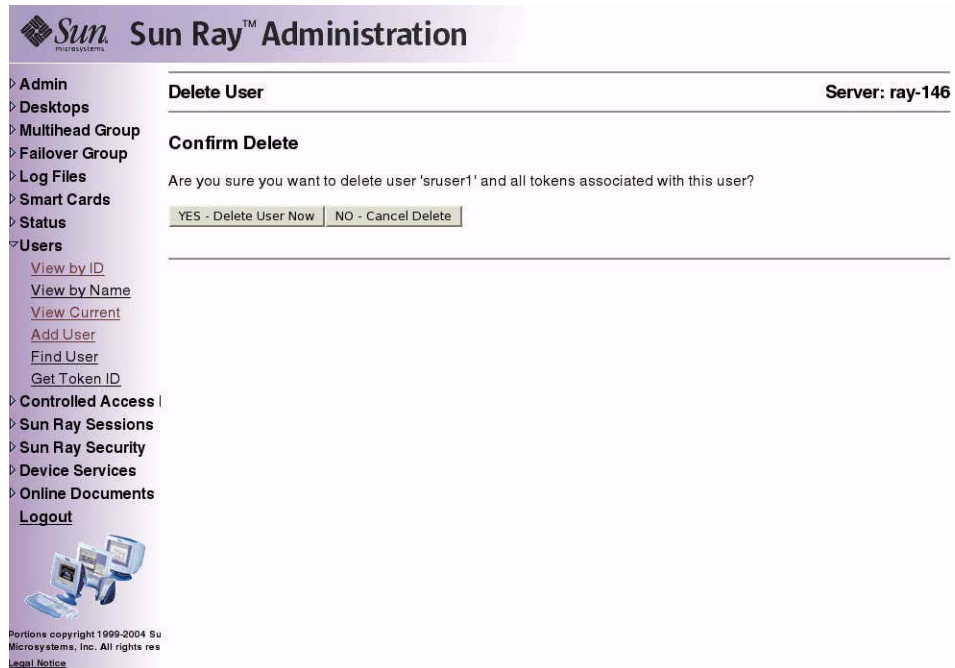 Sun
microsystems
Sun Ray™ Administration
Admin
Desktops
Multihead Group
Failover Group
Log Files
Smart Cards
Status
Users
View by ID
View by Name
View Current
Add User
Find User
Get Token ID
Controlled Access
Sun Ray Sessions
Sun Ray Security
Device Services
Online Documents
Logout
Portions copyright 1999-2004 Su
Microsystems, Inc. All rights res
Legal Notice
Delete User
Server: ray-146
Confirm Delete
Are you sure you want to delete user 'sruser1' and all tokens associated with this user?
YES - Delete User Now
NO - Cancel Delete